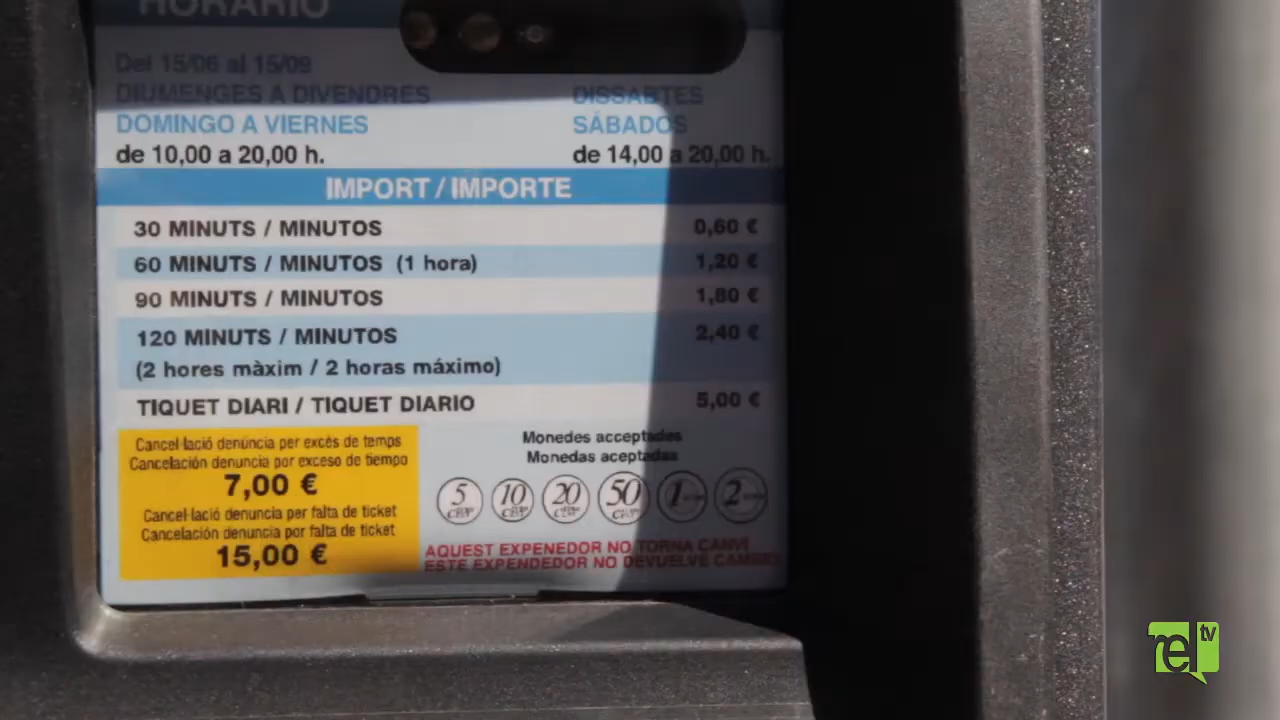 HORARIO
Del 15/06 al 15/09
DIUMENGES A DIVENDRES
DISSABTES
DOMINGO A VIERNES
SÁBADOS
de 10,00 a 20,00 h.
de 14,00 a 20,00 h.
IMPORT / IMPORTE
30 MINUTS / MINUTOS 0,60 €
60 MINUTS / MINUTOS (1 hora) 1,20 €
90 MINUTS / MINUTOS 1,80 €
120 MINUTS / MINUTOS 2,40 €
(2 hores màxim / 2 horas máximo)
TIQUET DIARI / TIQUET DIARIO 5,00 €
Cancel·lació denúncia per excés de temps
Cancelación denuncia por exceso de tiempo
7,00 €
Cancel·lació denuncia per falta de ticket
Cancelación denuncia por falta de ticket
15,00 €
Monedes acceptades
Monedas aceptadas
5 10 20 50 1 2
AQUEST EXPENEDOR NO TORNA CANVI
ESTE EXPENDEDOR NO DEVUELVE CAMBIO
rel tv